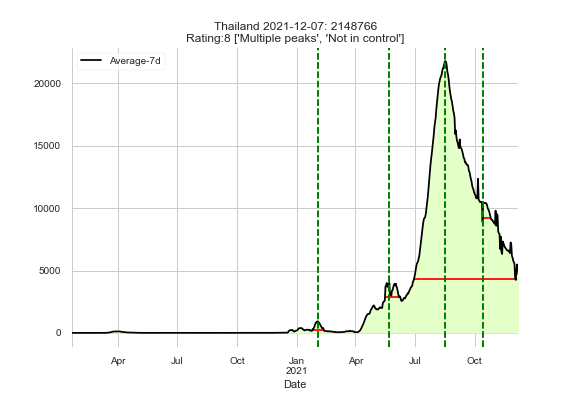 Thailand 2021-12-07: 2148766
Rating:8 ['Multiple peaks', 'Not in control']
Average-7d
20000
15000
10000
5000
0
Apr Jul Oct Jan Apr Jul Oct
2021
Date